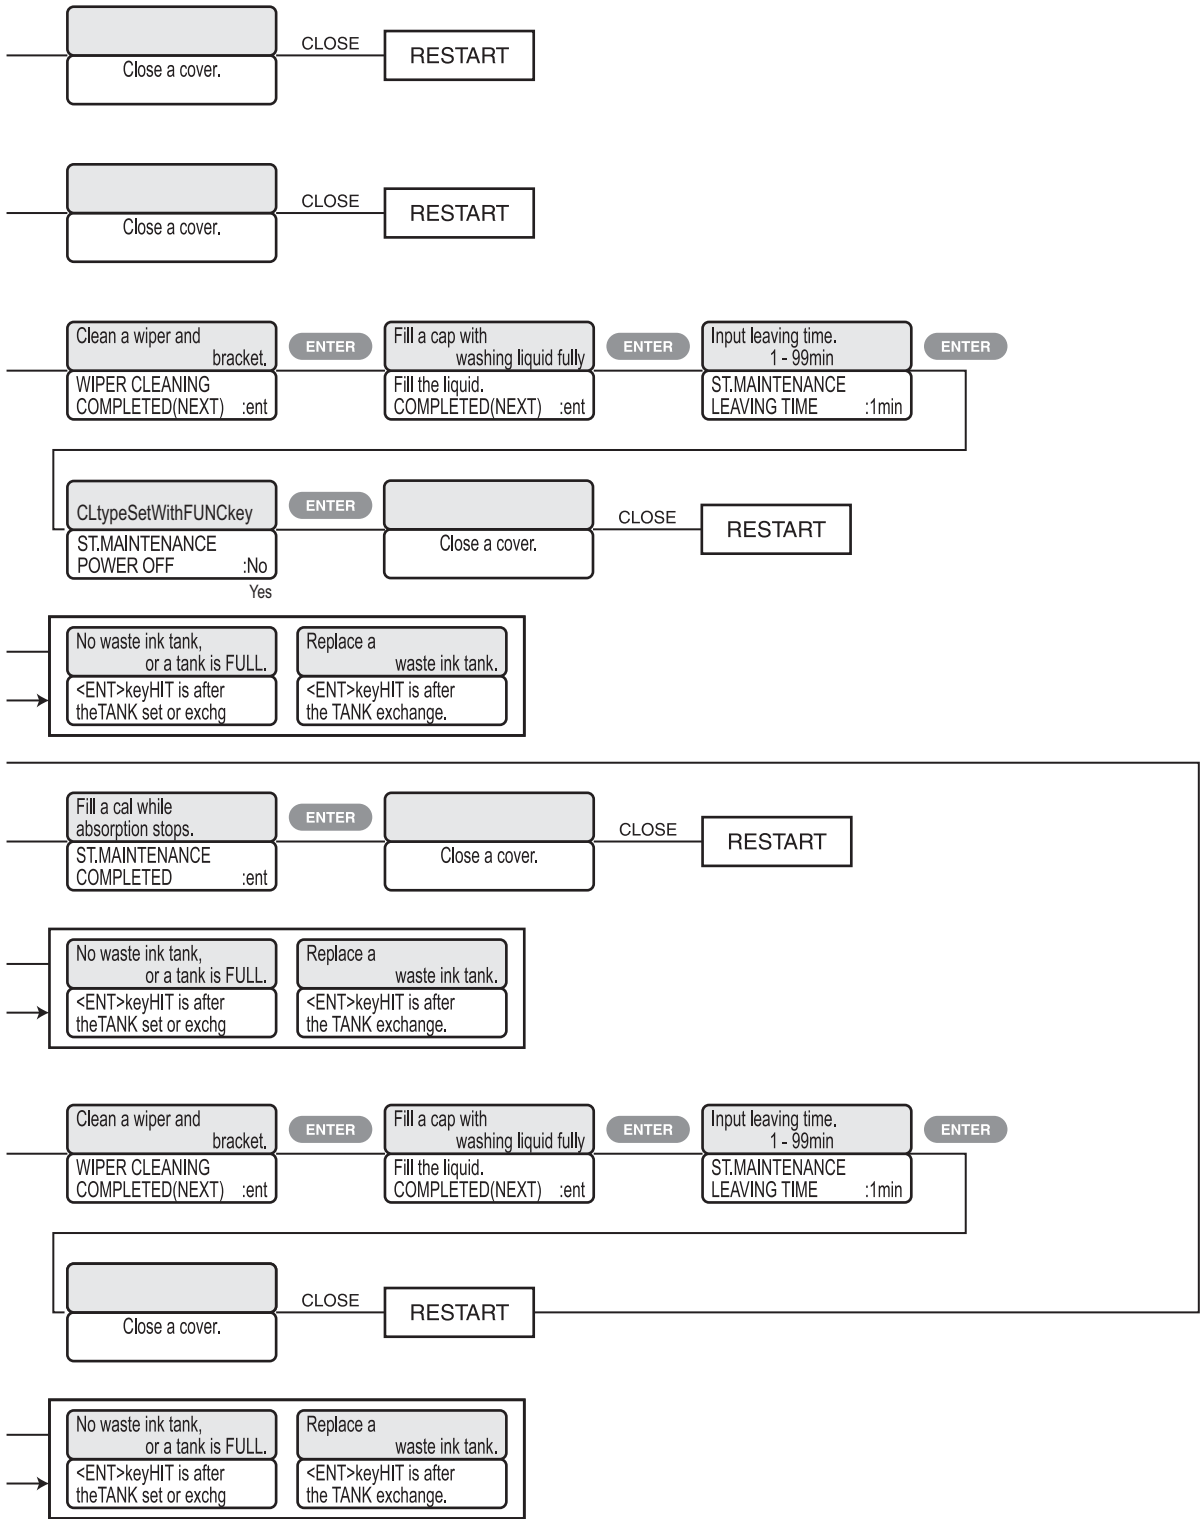 CLOSE
RESTART
Close a cover.
CLOSE
RESTART
Close a cover.
Clean a wiper and
bracket.
WIPER CLEANING
COMPLETED(NEXT) :ent
ENTER
Fill a cap with
washing liquid fully
Fill the liquid.
COMPLETED(NEXT) :ent
ENTER
Input leaving time.
1 - 99min
ST.MAINTENANCE
LEAVING TIME :1min
ENTER
CLtypeSetWithFUNCkey
ST.MAINTENANCE
POWER OFF :No
Yes
ENTER
Close a cover.
CLOSE
RESTART
No waste ink tank,
or a tank is FULL.
<ENT>keyHIT is after
theTANK set or exchg
Replace a
waste ink tank.
<ENT>keyHIT is after
the TANK exchange.
Fill a cal while
absorption stops.
ST.MAINTENANCE
COMPLETED :ent
ENTER
Close a cover.
CLOSE
RESTART
No waste ink tank,
or a tank is FULL.
<ENT>keyHIT is after
theTANK set or exchg
Replace a
waste ink tank.
<ENT>keyHIT is after
the TANK exchange.
Clean a wiper and
bracket.
WIPER CLEANING
COMPLETED(NEXT) :ent
ENTER
Fill a cap with
washing liquid fully
Fill the liquid.
COMPLETED(NEXT) :ent
ENTER
Input leaving time.
1 - 99min
ST.MAINTENANCE
LEAVING TIME :1min
ENTER
Close a cover.
CLOSE
RESTART
No waste ink tank,
or a tank is FULL.
<ENT>keyHIT is after
theTANK set or exchg
Replace a
waste ink tank.
<ENT>keyHIT is after
the TANK exchange.